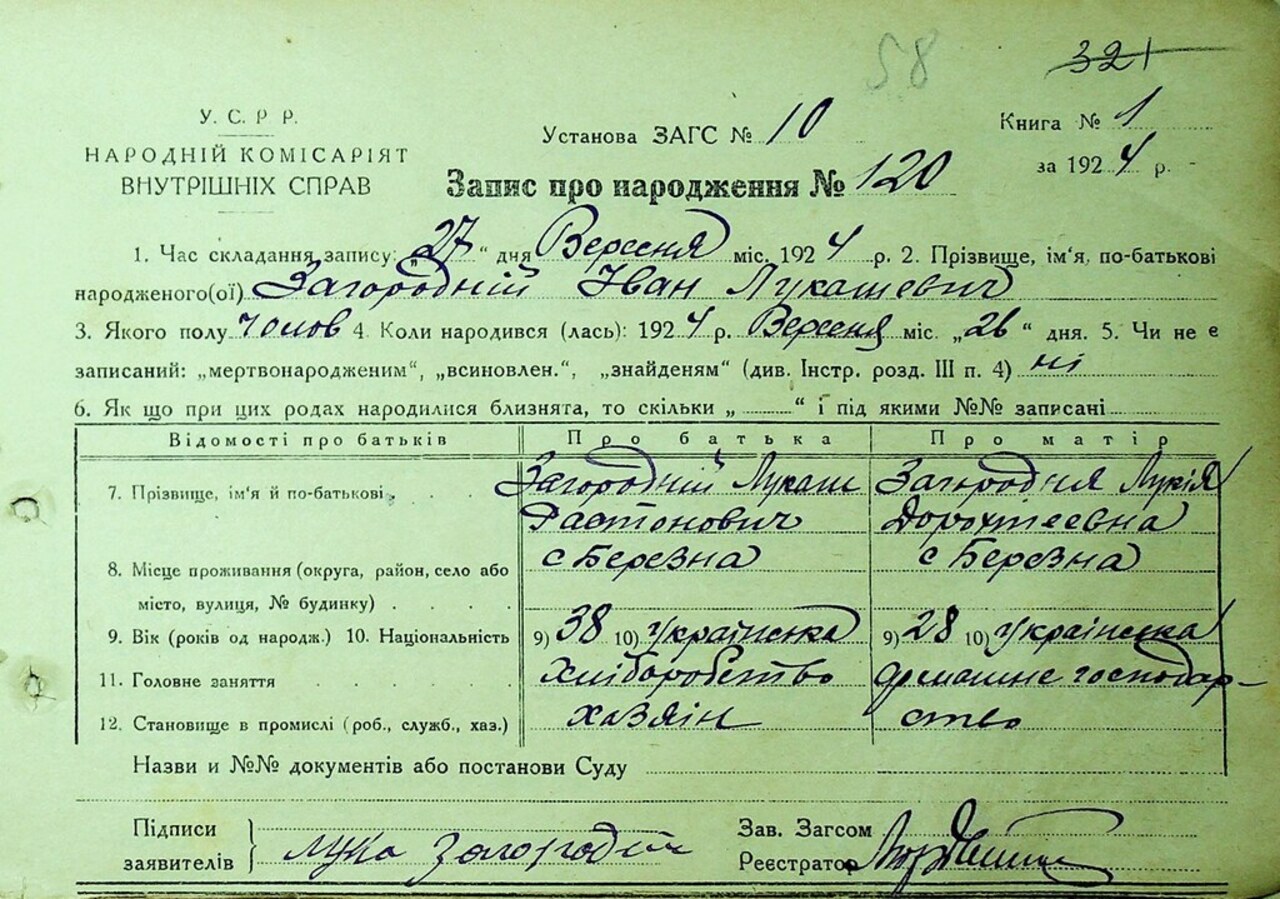 58
321
У. С. Р Р.
НАРОДНІЙ КОМІСАРІЯТ
ВНУТРІШНІХ СПРАВ
Установа ЗАГС № 10
Книга № 1
за 1924 р.
Запис про народження № 120
1. Час складання запису: „27“ дня Вересня міс. 1924 р. 2. Прізвище, ім'я, по-батькові
народженого(ої) Загородній Іван Лукашевич
3. Якого полу чолов 4. Коли народився (лась): 1924 р. Вересня міс. „26“ дня. 5. Чи не є
записаний: „мертвонародженим“, „всиновлен.“, „знайденям“ (див. Інстр. розд. III п. 4) ні
6. Як що при цих родах народилися близнята, то скільки „ “ і під якими №№ записані
Відомості про батьків Про батька Про матір
7. Прізвище, ім'я й по-батькові Загородній Лукаш Загородня Лукія
Дорохтеевна
с Березна с Березна
8. Місце проживання (округа, район, село або
місто, вулиця, № будинку)
9. Вік (років од народж.) 10. Національність 9) 38 10) українська 9) 28 10) українська
11. Головне заняття Хліборобство домашне господар-
12. Становище в промислі (роб., служб., хаз.) хазяін ство
Назви и №№ документів або постанови Суду
Підписи
заявителів
Лука Загородій
Зав. Загсом
Реєстратор